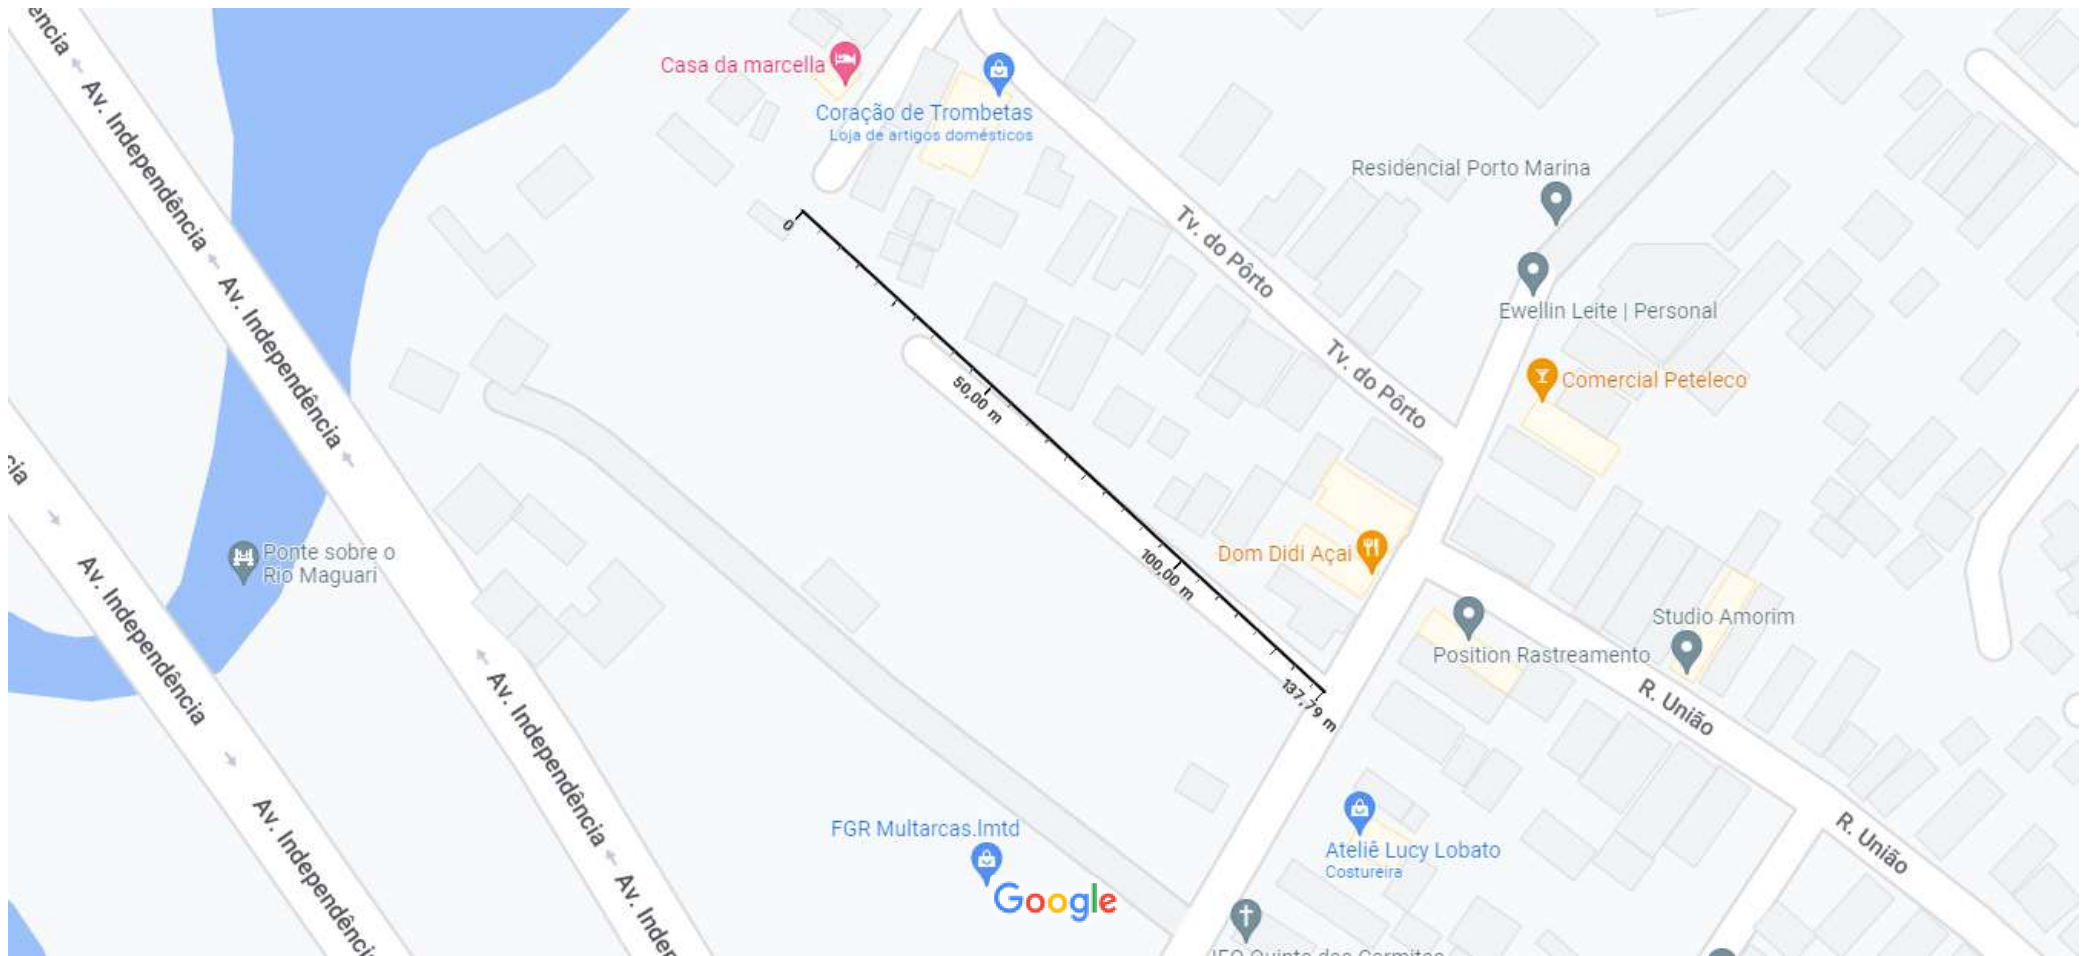 Casa da marcella
Coração de Trombetas
Loja de artigos domésticos
Residencial Porto Marina
Tv. do Pôrto
Ewellin Leite | Personal
Tv. do Pôrto
Comercial Peteleco
Av. Independência
Av. Independência
0
50,00 m
100,00 m
137,79 m
Dom Didi Açai
Ponte sobre o
Rio Maguari
Av. Independência
Studio Amorim
Position Rastreamento
R. União
Av. Independência
Av. Independência
FGR Multarcas.lmtd
Ateliê Lucy Lobato
Costureira
R. União
Google